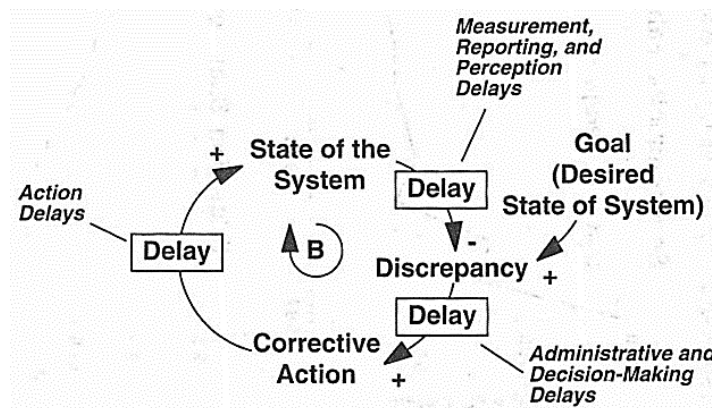 Measurement,
Reporting, and
Perception
Delays
+
State of the
System
Goal
(Desired
State of System)
Action
Delays
Delay
Delay
B
-
Discrepancy
+
Delay
Corrective
Action
+
Administrative and
Decision-Making
Delays